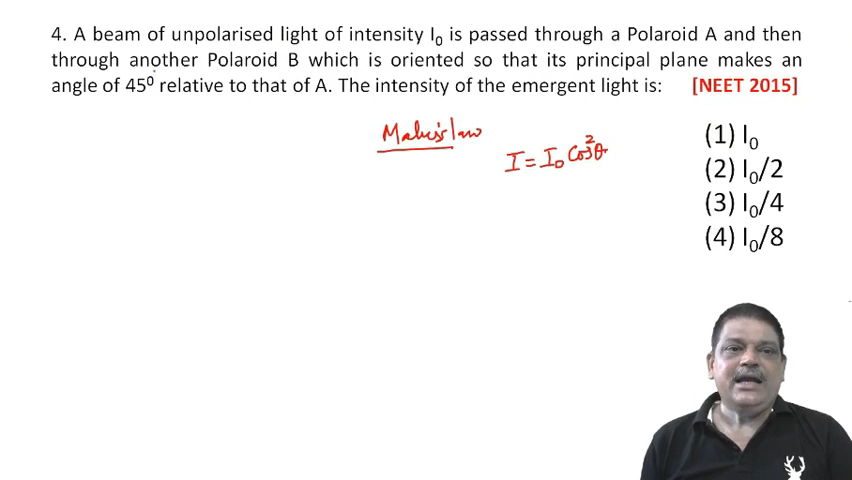 4. A beam of unpolarised light of intensity I₀ is passed through a Polaroid A and then
through another Polaroid B which is oriented so that its principal plane makes an
angle of 45⁰ relative to that of A. The intensity of the emergent light is: [NEET 2015]
Malus's law
I = I₀ Cos²θ
(1) I₀
(2) I₀/2
(3) I₀/4
(4) I₀/8